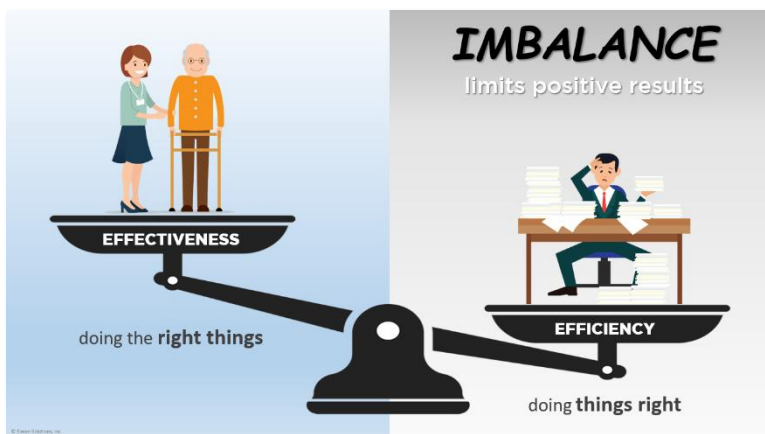 IMBALANCE
limits positive results
EFFECTIVENESS
doing the right things
EFFICIENCY
doing things right